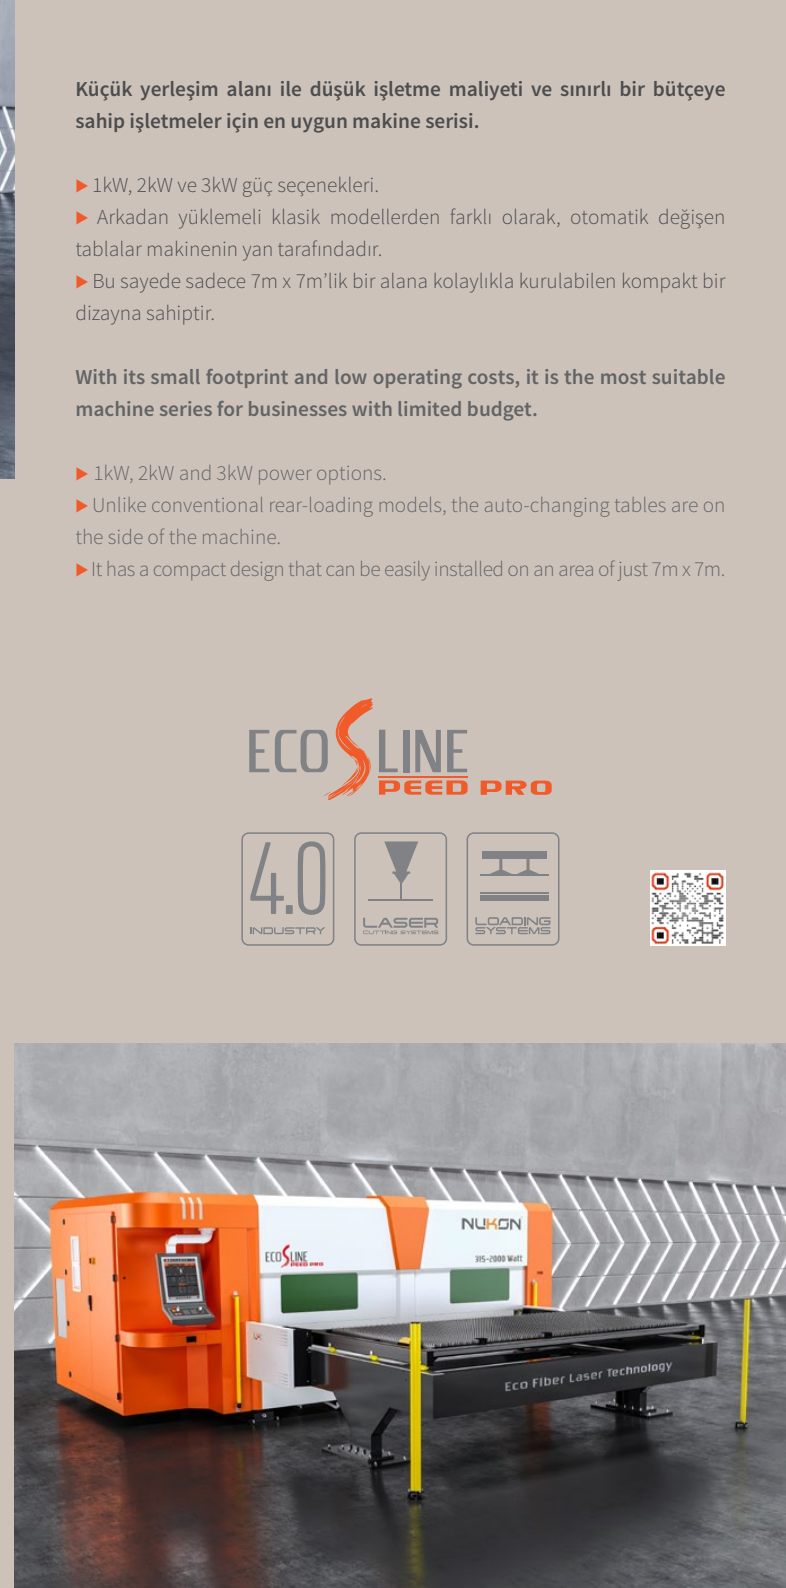 Küçük yerleşim alanı ile düşük işletme maliyeti ve sınırlı bir bütçeye
sahip işletmeler için en uygun makine serisi.
▶ 1kW, 2kW ve 3kW güç seçenekleri.
▶ Arkadan yüklemeli klasik modellerden farklı olarak, otomatik değişen
tablalar makinenin yan tarafındadır.
▶ Bu sayede sadece 7m x 7m’lik bir alana kolaylıkla kurulabilen kompakt bir
dizayna sahiptir.
With its small footprint and low operating costs, it is the most suitable
machine series for businesses with limited budget.
▶ 1kW, 2kW and 3kW power options.
▶ Unlike conventional rear-loading models, the auto-changing tables are on
the side of the machine.
▶ It has a compact design that can be easily installed on an area of just 7m x 7m.
ECO SLINE
PEED PRO
4.0
INDUSTRY
LASER
CUTTING SYSTEMS
LOADING
SYSTEMS
NUKON
ECO SLINE
PEED PRO
315-2000 Watt
Eco Fiber Laser Technology